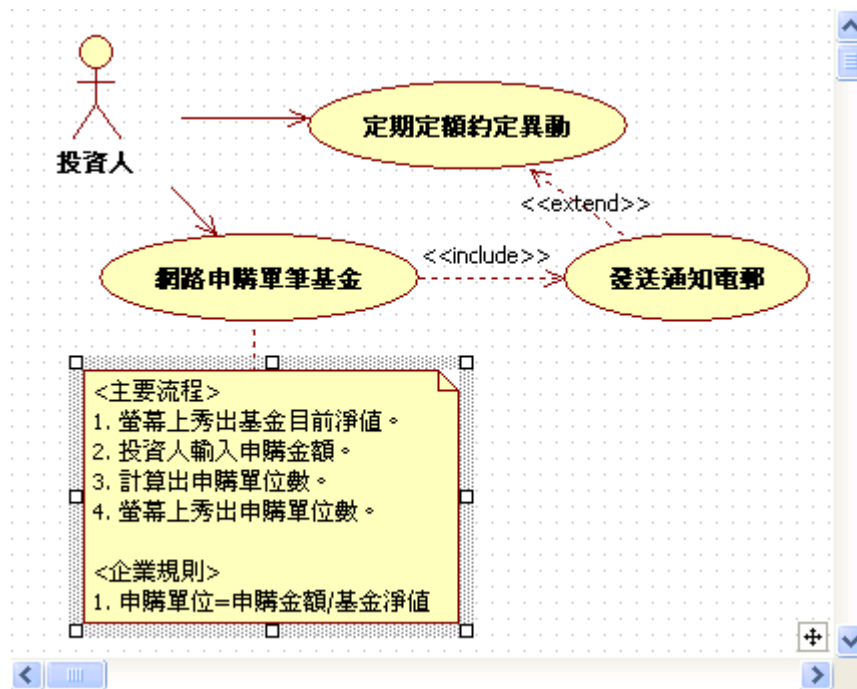 定期定額約定異動
投資人
<<extend>>
<<include>>
網路申購單筆基金
發送通知電郵
<主要流程>
1. 螢幕上秀出基金目前淨值。
2. 投資人輸入申購金額。
3. 計算出申購單位數。
4. 螢幕上秀出申購單位數。
<企業規則>
1. 申購單位=申購金額/基金淨值